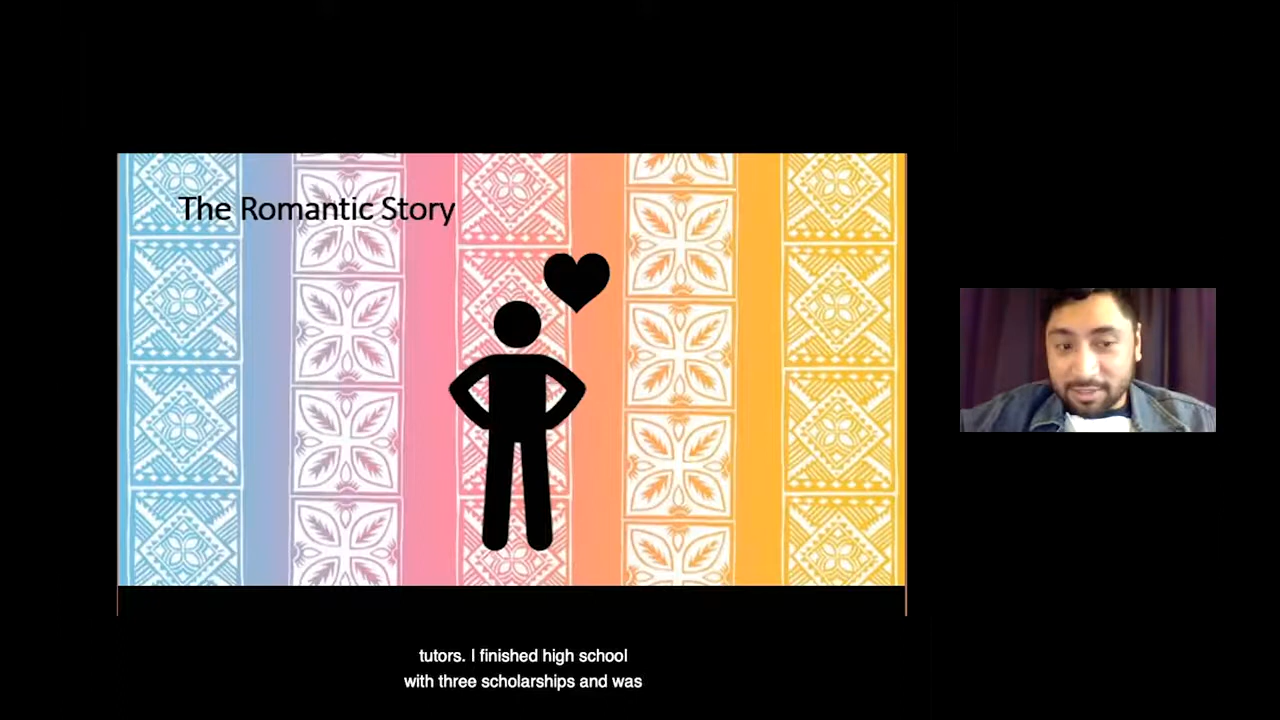 The Romantic Story
tutors. I finished high school
with three scholarships and was